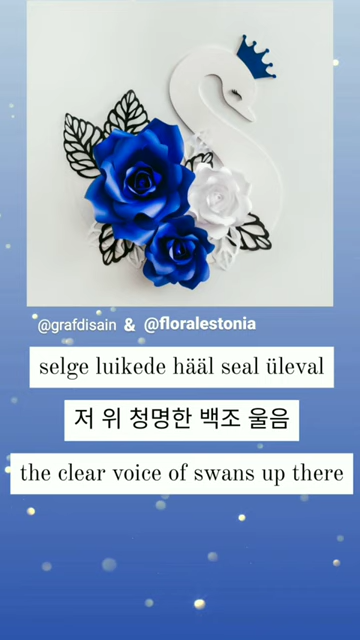 @grafdisain & @floralestonia
selge luikede hääl seal üleval
저 위 청명한 백조 울음
the clear voice of swans up there